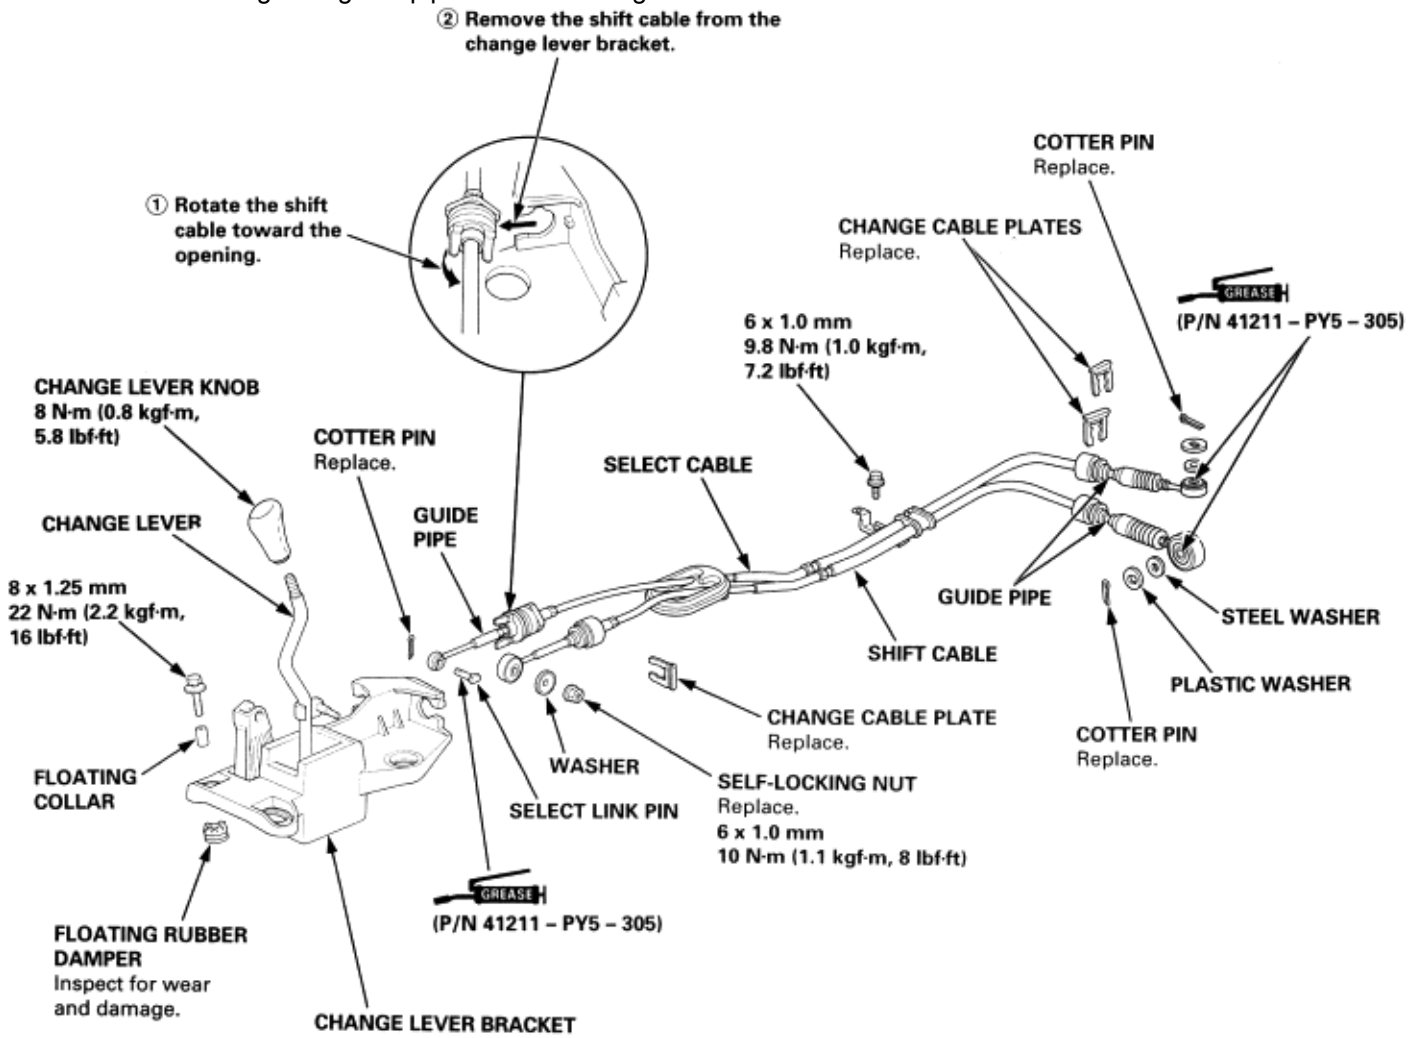 ② Remove the shift cable from the
change lever bracket.
① Rotate the shift
cable toward the
opening.
COTTER PIN
Replace.
CHANGE CABLE PLATES
Replace.
GREASE
(P/N 41211 – PY5 – 305)
6 x 1.0 mm
9.8 N·m (1.0 kgf·m,
7.2 lbf·ft)
CHANGE LEVER KNOB
8 N·m (0.8 kgf·m,
5.8 lbf·ft)
COTTER PIN
Replace.
SELECT CABLE
CHANGE LEVER
GUIDE
PIPE
8 x 1.25 mm
22 N·m (2.2 kgf·m,
16 lbf·ft)
GUIDE PIPE
STEEL WASHER
SHIFT CABLE
PLASTIC WASHER
CHANGE CABLE PLATE
Replace.
COTTER PIN
Replace.
FLOATING
COLLAR
WASHER
SELF-LOCKING NUT
Replace.
6 x 1.0 mm
10 N·m (1.1 kgf·m, 8 lbf·ft)
SELECT LINK PIN
GREASE
(P/N 41211 – PY5 – 305)
FLOATING RUBBER
DAMPER
Inspect for wear
and damage.
CHANGE LEVER BRACKET